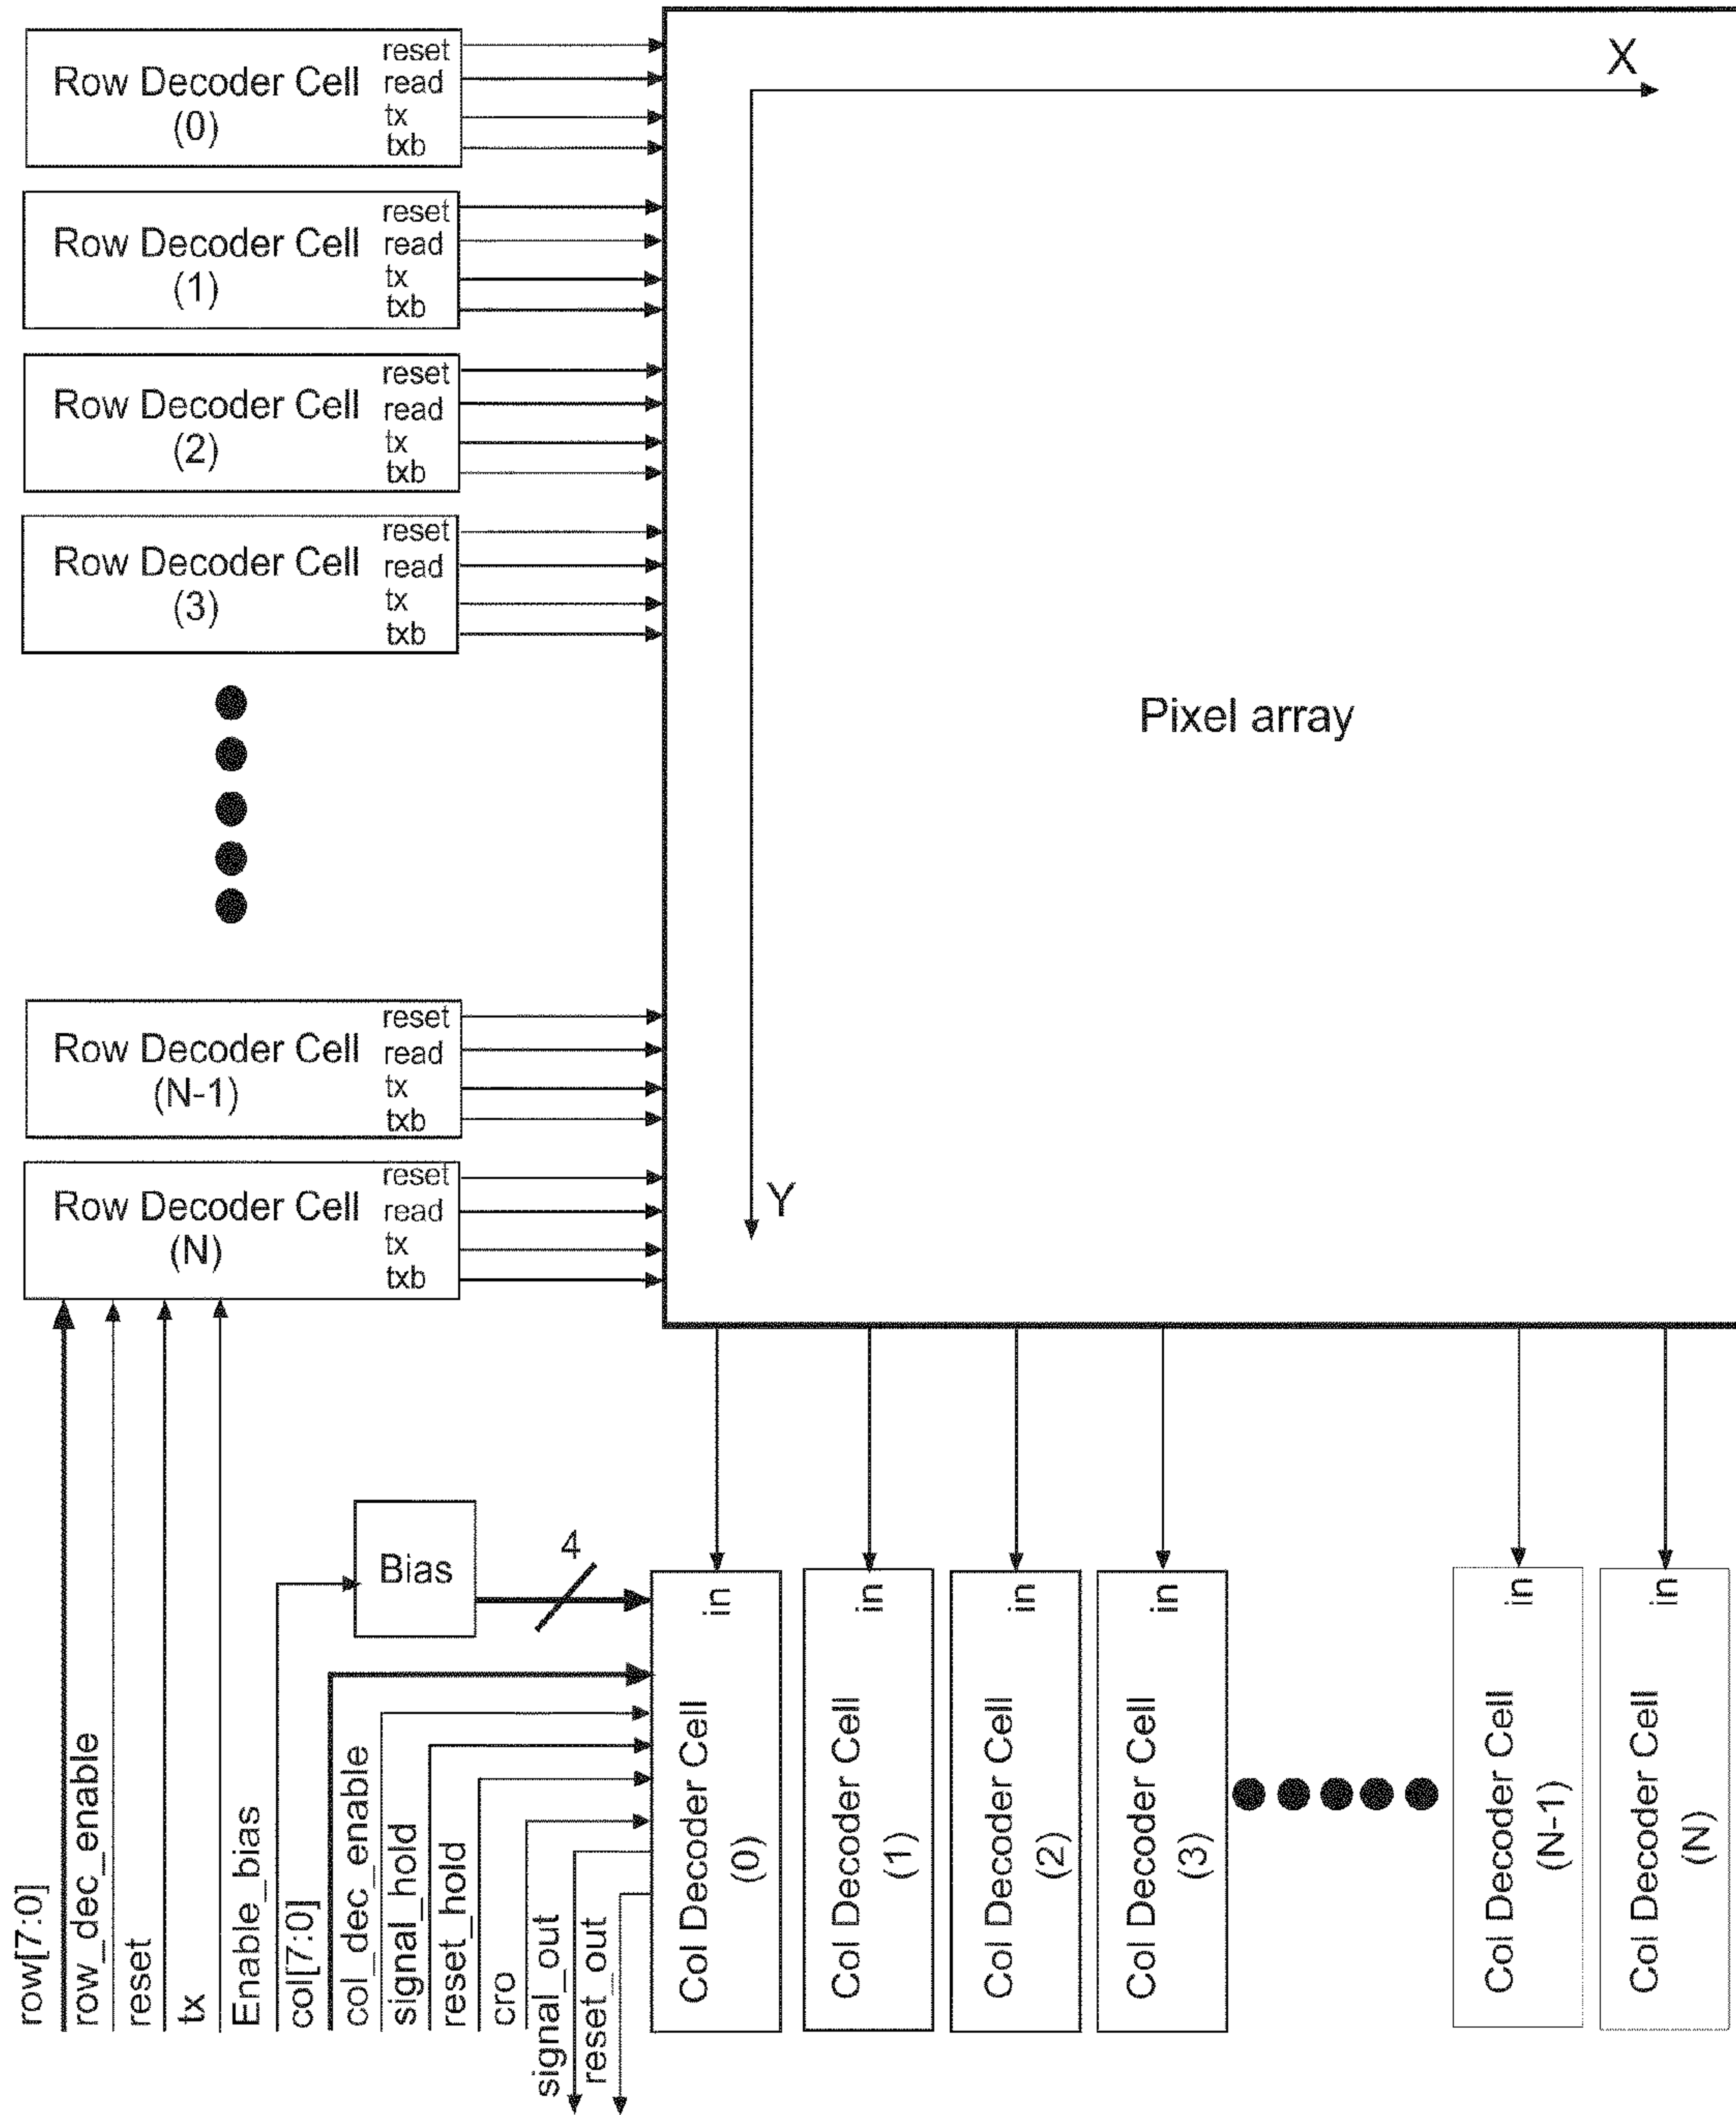 reset
Row Decoder Cell
read
(0)
tx
txb
X
reset
Row Decoder Cell
read
(1)
tx
txb
reset
Row Decoder Cell
read
(2)
tx
txb
reset
Row Decoder Cell
read
(3)
tx
txb
Pixel array
reset
Row Decoder Cell
read
(N-1)
tx
txb
reset
Row Decoder Cell
read
(N)
tx
txb
Y
row[7:0]
row_dec_enable
reset
tx
Enable_bias
col[7:0]
col_dec_enable
signal_hold
reset_hold
cro
signal_out
reset_out
Bias
4
in
Col Decoder Cell
(0)
in
Col Decoder Cell
(1)
in
Col Decoder Cell
(2)
in
Col Decoder Cell
(3)
in
Col Decoder Cell
(N-1)
in
Col Decoder Cell
(N)